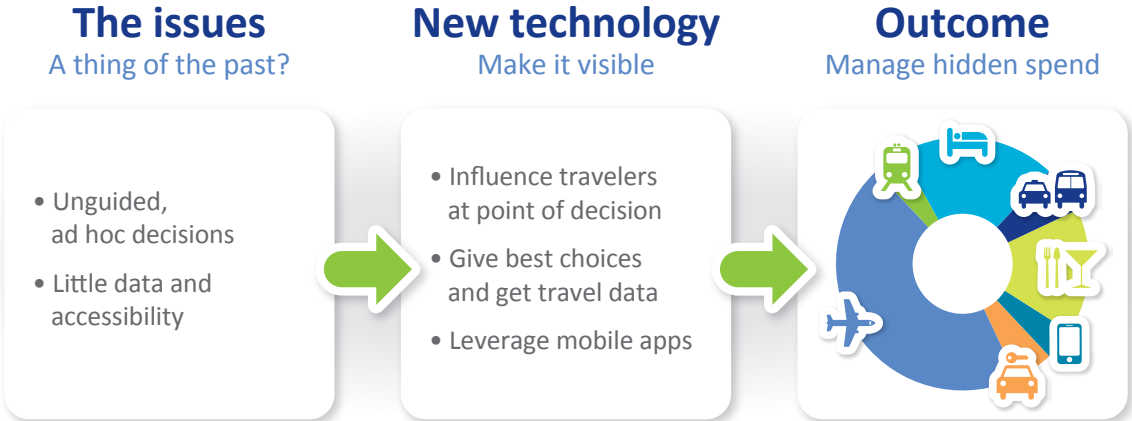 The issues
A thing of the past?
• Unguided,
ad hoc decisions
• Little data and
accessibility
New technology
Make it visible
• Influence travelers
at point of decision
• Give best choices
and get travel data
• Leverage mobile apps
Outcome
Manage hidden spend